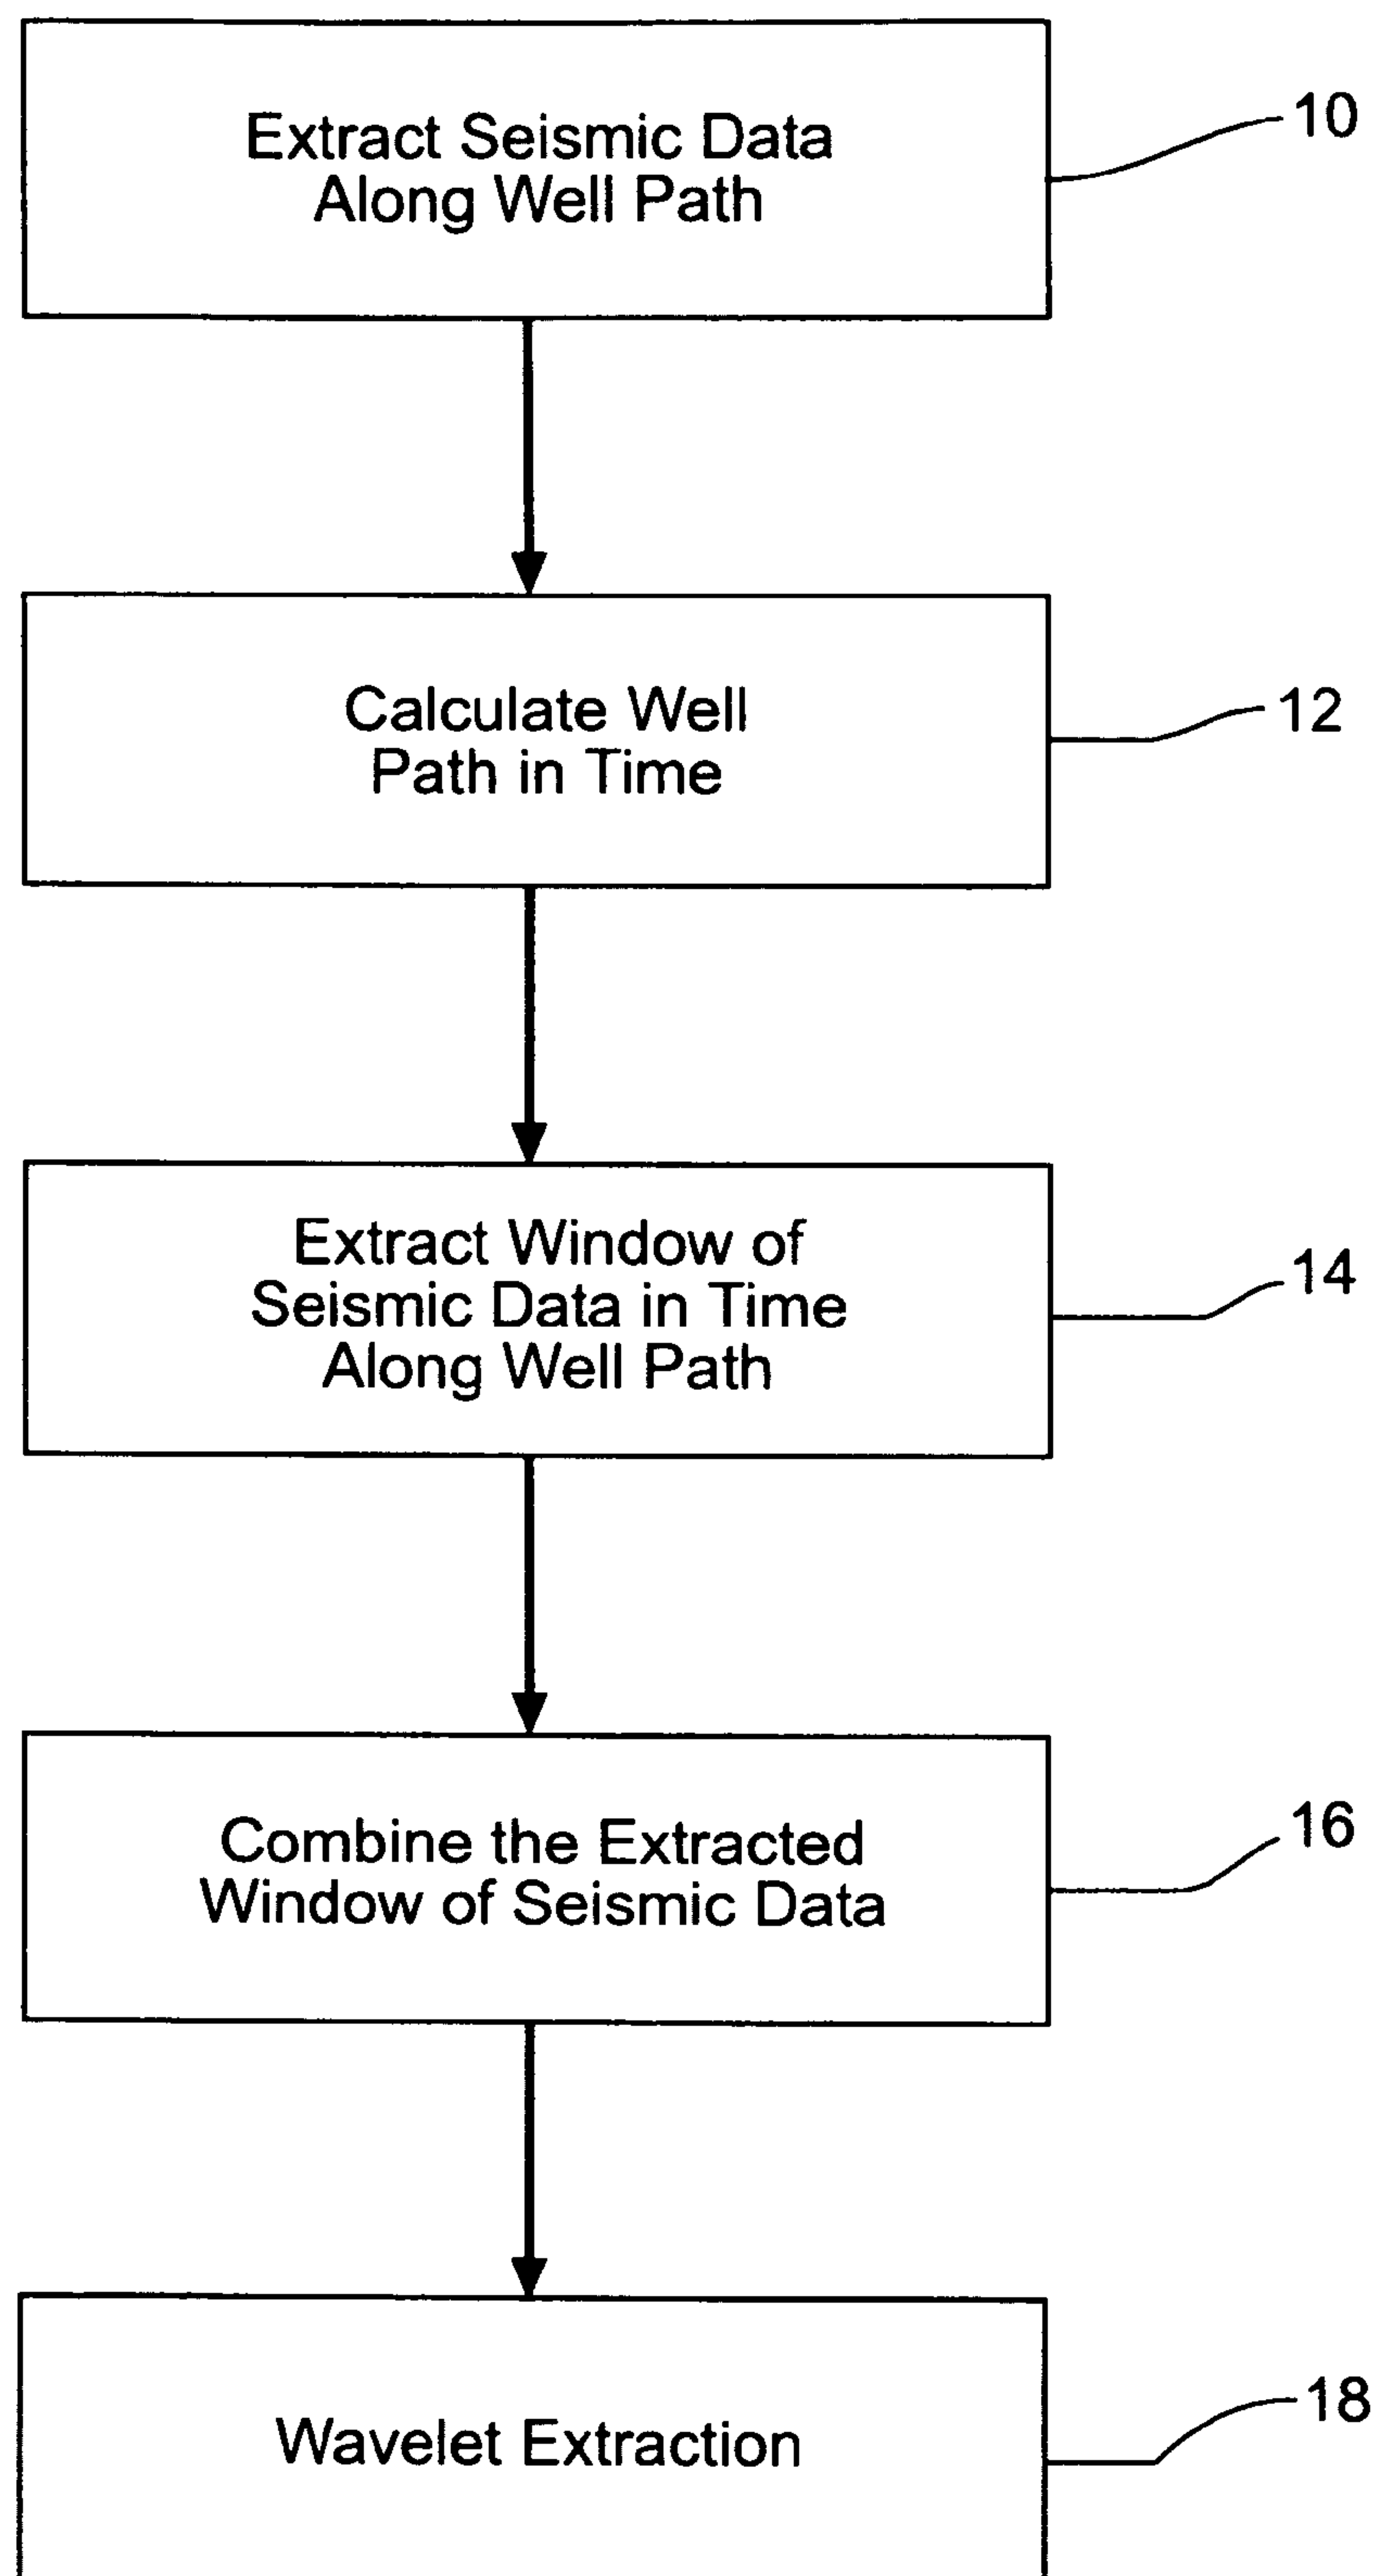 Extract Seismic Data
Along Well Path
10
Calculate Well
Path in Time
12
Extract Window of
Seismic Data in Time
Along Well Path
14
Combine the Extracted
Window of Seismic Data
16
Wavelet Extraction
18